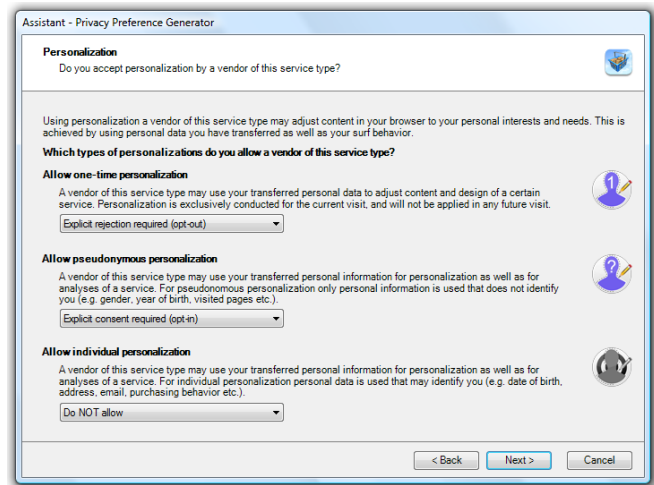 Assistant - Privacy Preference Generator
Personalization
Do you accept personalization by a vendor of this service type?
Using personalization a vendor of this service type may adjust content in your browser to your personal interests and needs. This is
achieved by using personal data you have transferred as well as your surf behavior.
Which types of personalizations do you allow a vendor of this service type?
Allow one-time personalization
A vendor of this service type may use your transferred personal data to adjust content and design of a certain
service. Personalization is exclusively conducted for the current visit, and will not be applied in any future visit.
1
Explicit rejection required (opt-out)
Allow pseudonymous personalization
A vendor of this service type may use your transferred personal information for personalization as well as for
analyses of a service. For pseudonomous personalization only personal information is used that does not identify
you (e.g. gender, year of birth, visited pages etc.).
?
Explicit consent required (opt-in)
Allow individual personalization
A vendor of this service type may use your transferred personal information for personalization as well as for
analyses of a service. For individual personalization personal data is used that may identify you (e.g. date of birth,
address, email, purchasing behavior etc.).
Do NOT allow
< Back Next > Cancel